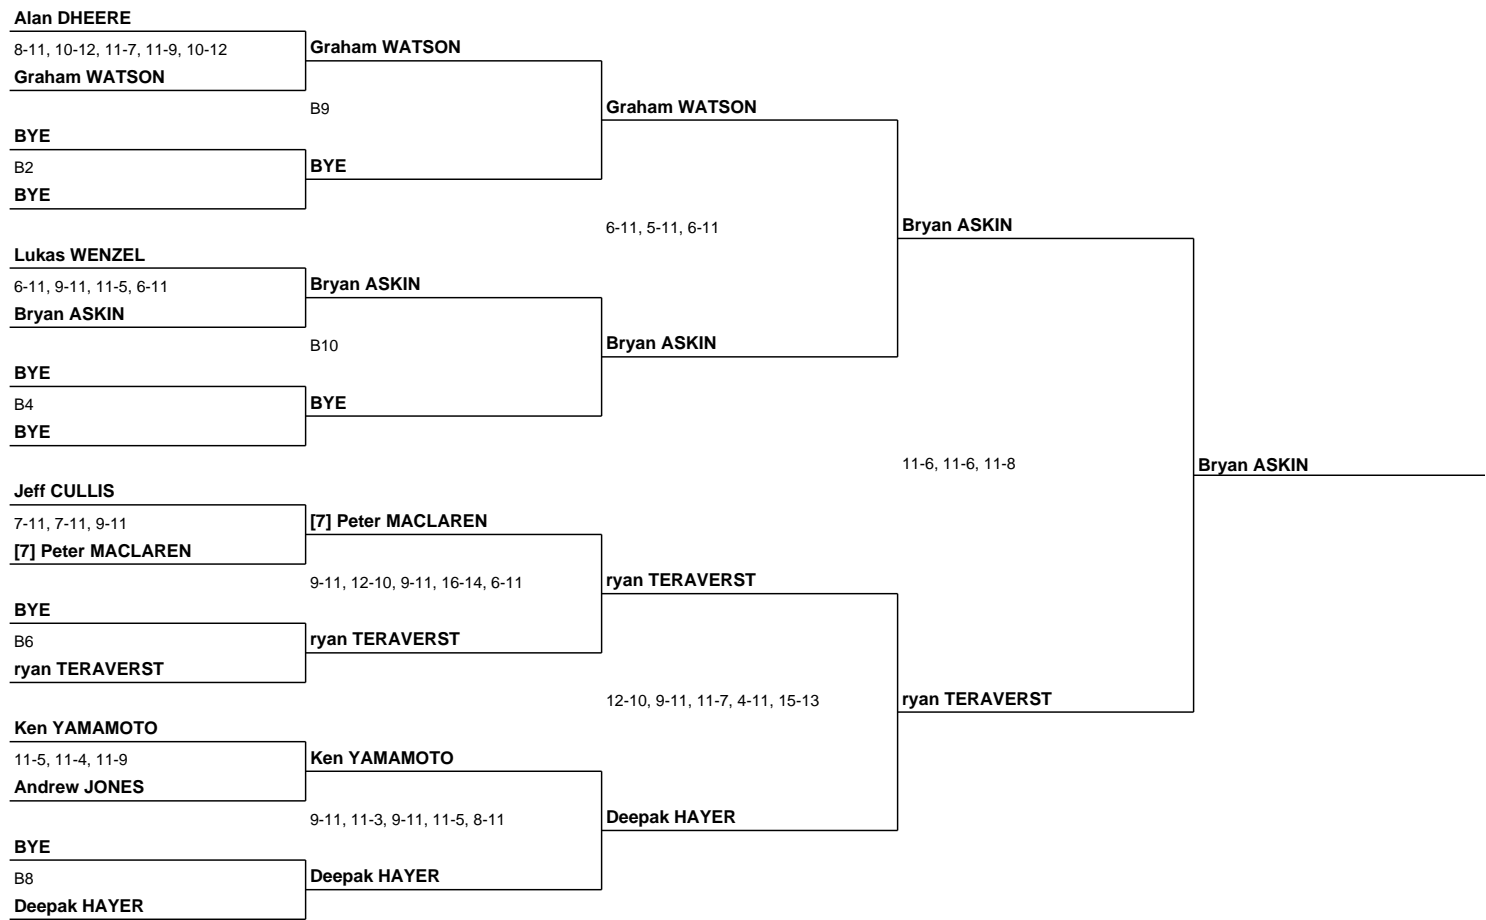 Alan DHEERE
8-11, 10-12, 11-7, 11-9, 10-12
Graham WATSON
BYE
B2
BYE
Lukas WENZEL
6-11, 9-11, 11-5, 6-11
Bryan ASKIN
BYE
B4
BYE
Jeff CULLIS
7-11, 7-11, 9-11
[7] Peter MACLAREN
BYE
B6
ryan TERAVERST
Ken YAMAMOTO
11-5, 11-4, 11-9
Andrew JONES
BYE
B8
Deepak HAYER
Graham WATSON
B9
BYE
Bryan ASKIN
B10
BYE
[7] Peter MACLAREN
9-11, 12-10, 9-11, 16-14, 6-11
ryan TERAVERST
Ken YAMAMOTO
9-11, 11-3, 9-11, 11-5, 8-11
Deepak HAYER
Graham WATSON
6-11, 5-11, 6-11
Bryan ASKIN
ryan TERAVERST
12-10, 9-11, 11-7, 4-11, 15-13
Deepak HAYER
Bryan ASKIN
11-6, 11-6, 11-8
ryan TERAVERST
Bryan ASKIN